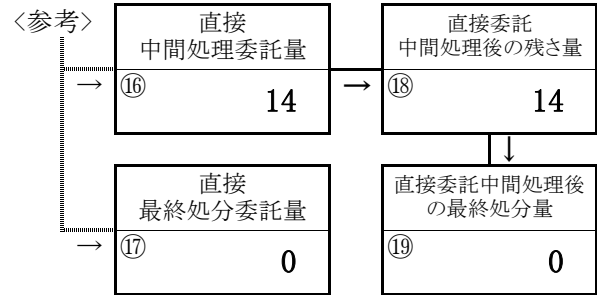 〈参考〉
直接
中間処理委託量
→ ⑯ 14
→
直接委託
中間処理後の残さ量
⑱ 14
↓
直接
最終処分委託量
→ ⑰ 0
直接委託中間処理後
の最終処分量
⑲ 0